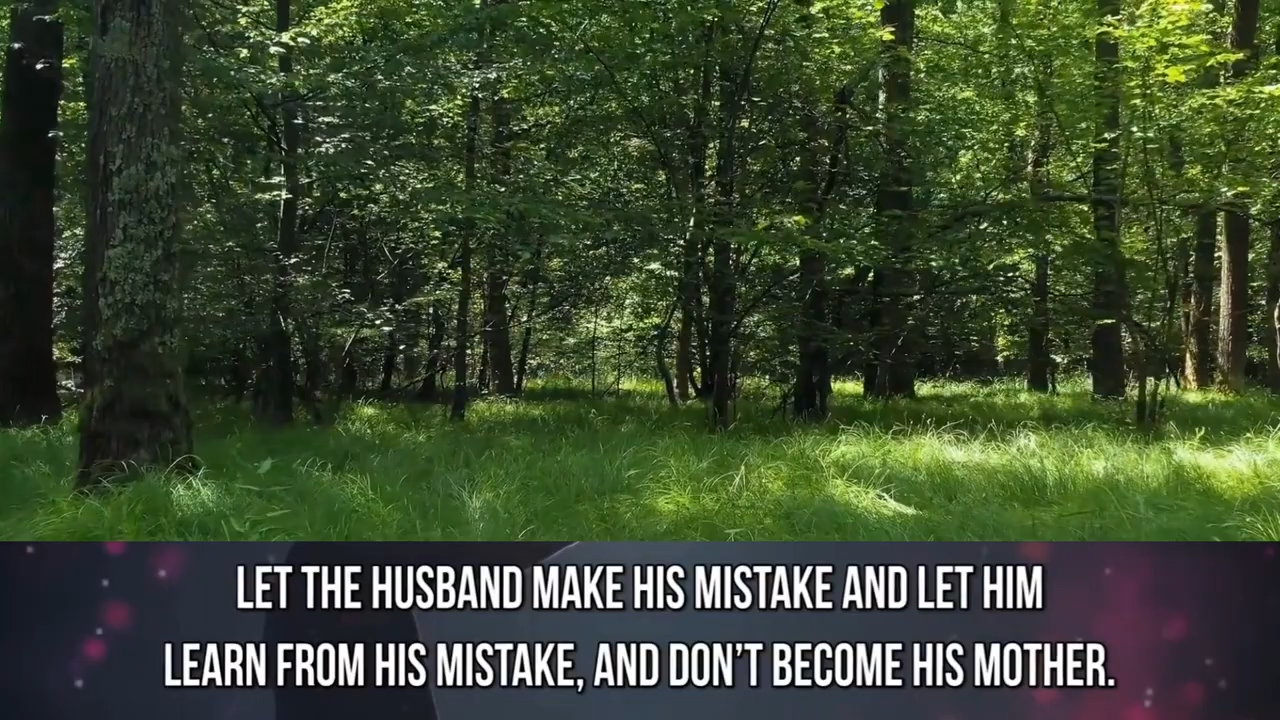 LET THE HUSBAND MAKE HIS MISTAKE AND LET HIM
LEARN FROM HIS MISTAKE, AND DON'T BECOME HIS MOTHER.